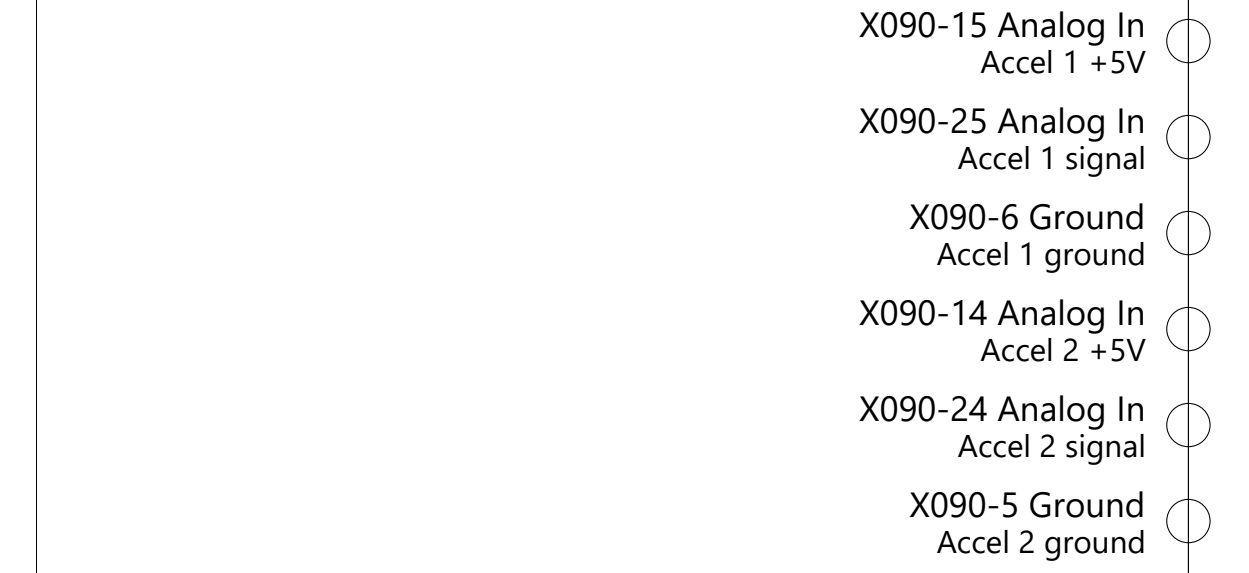 X090-15 Analog In
Accel 1 +5V
X090-25 Analog In
Accel 1 signal
X090-6 Ground
Accel 1 ground
X090-14 Analog In
Accel 2 +5V
X090-24 Analog In
Accel 2 signal
X090-5 Ground
Accel 2 ground